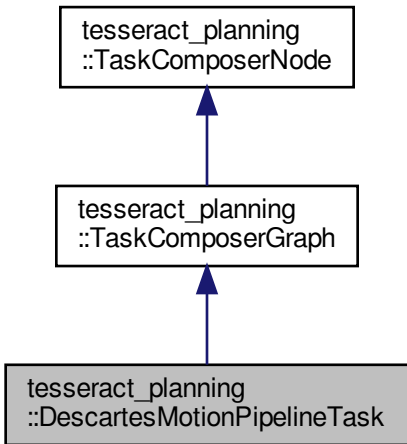 tesseract_planning
::TaskComposerNode
tesseract_planning
::TaskComposerGraph
tesseract_planning
::DescartesMotionPipelineTask